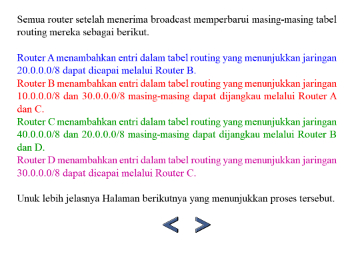 Semua router setelah menerima broadcast memperbarui masing-masing tabel
routing mereka sebagai berikut.
Router A menambahkan entri dalam tabel routing yang menunjukkan jaringan
20.0.0.0/8 dapat dicapai melalui Router B.
Router B menambahkan entri dalam tabel routing yang menunjukkan jaringan
10.0.0.0/8 dan 30.0.0.0/8 masing-masing dapat dijangkau melalui Router A
dan C.
Router C menambahkan entri dalam tabel routing yang menunjukkan jaringan
40.0.0.0/8 dan 20.0.0.0/8 masing-masing dapat dijangkau melalui Router B
dan D.
Router D menambahkan entri dalam tabel routing yang menunjukkan jaringan
30.0.0.0/8 dapat dicapai melalui Router C.
Unuk lebih jelasnya Halaman berikutnya yang menunjukkan proses tersebut.